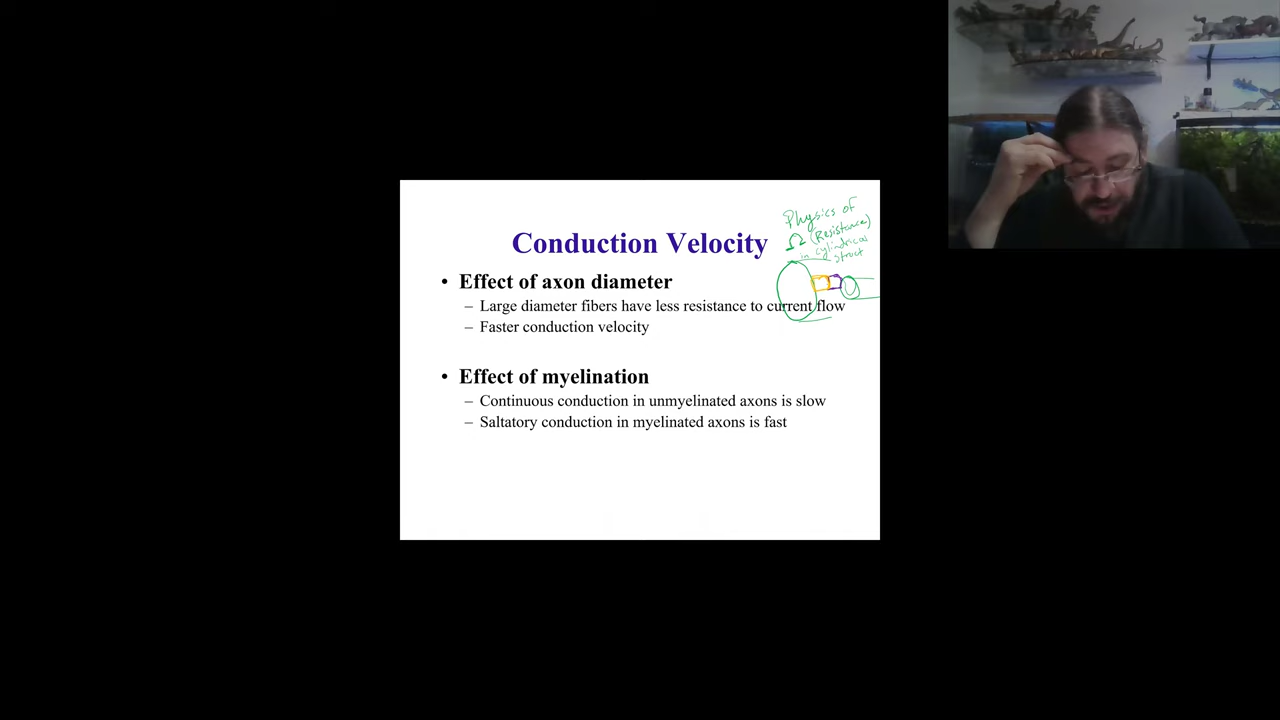 Physics of
Ω (Resistance)
in cylindrical
struct
Conduction Velocity
• Effect of axon diameter
– Large diameter fibers have less resistance to current flow
– Faster conduction velocity
• Effect of myelination
– Continuous conduction in unmyelinated axons is slow
– Saltatory conduction in myelinated axons is fast